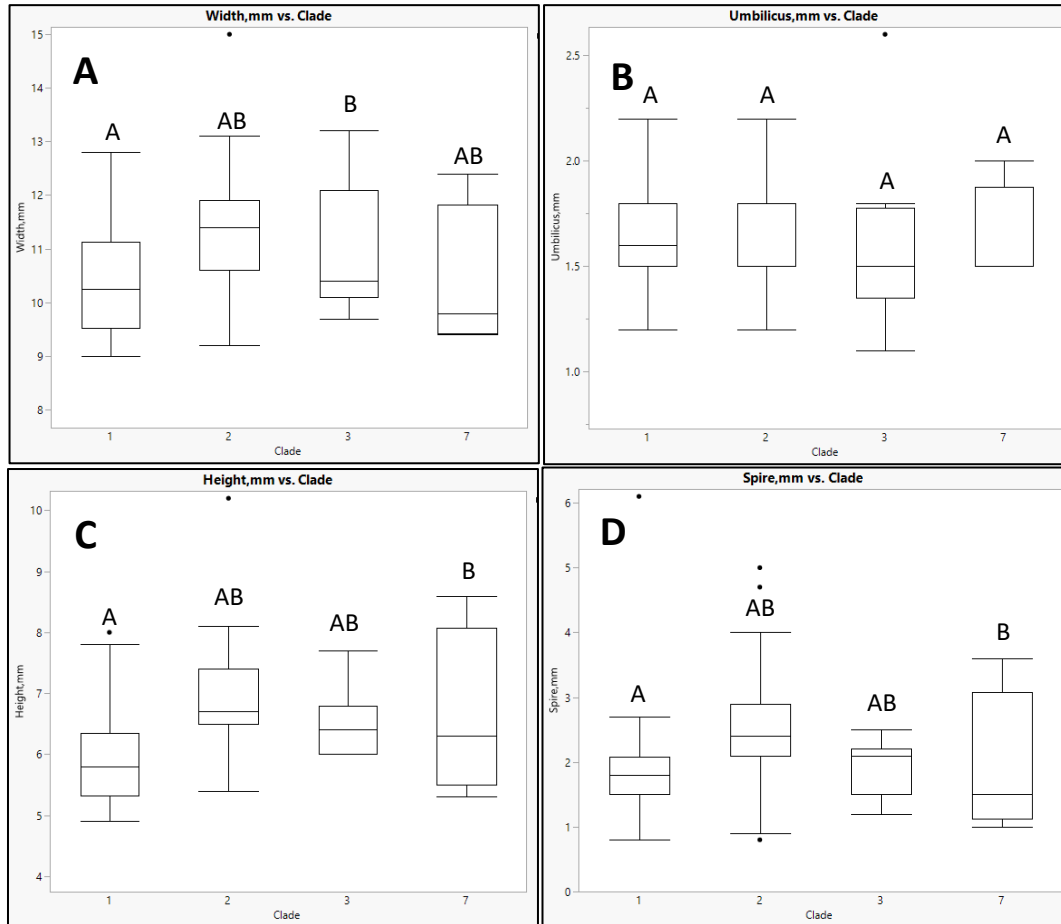 Width,mm vs. Clade
A
15
14
13
12
11
10
9
8
Width,mm
A
AB
B
AB
1 2 3 7
Clade
Umbilicus,mm vs. Clade
B
2.5
2.0
1.5
1.0
Umbilicus,mm
A
A
A
A
1 2 3 7
Clade
Height,mm vs. Clade
C
10
9
8
7
6
5
4
Height,mm
A
AB
AB
B
1 2 3 7
Clade
Spire,mm vs. Clade
D
6
5
4
3
2
1
0
Spire,mm
A
AB
AB
B
1 2 3 7
Clade